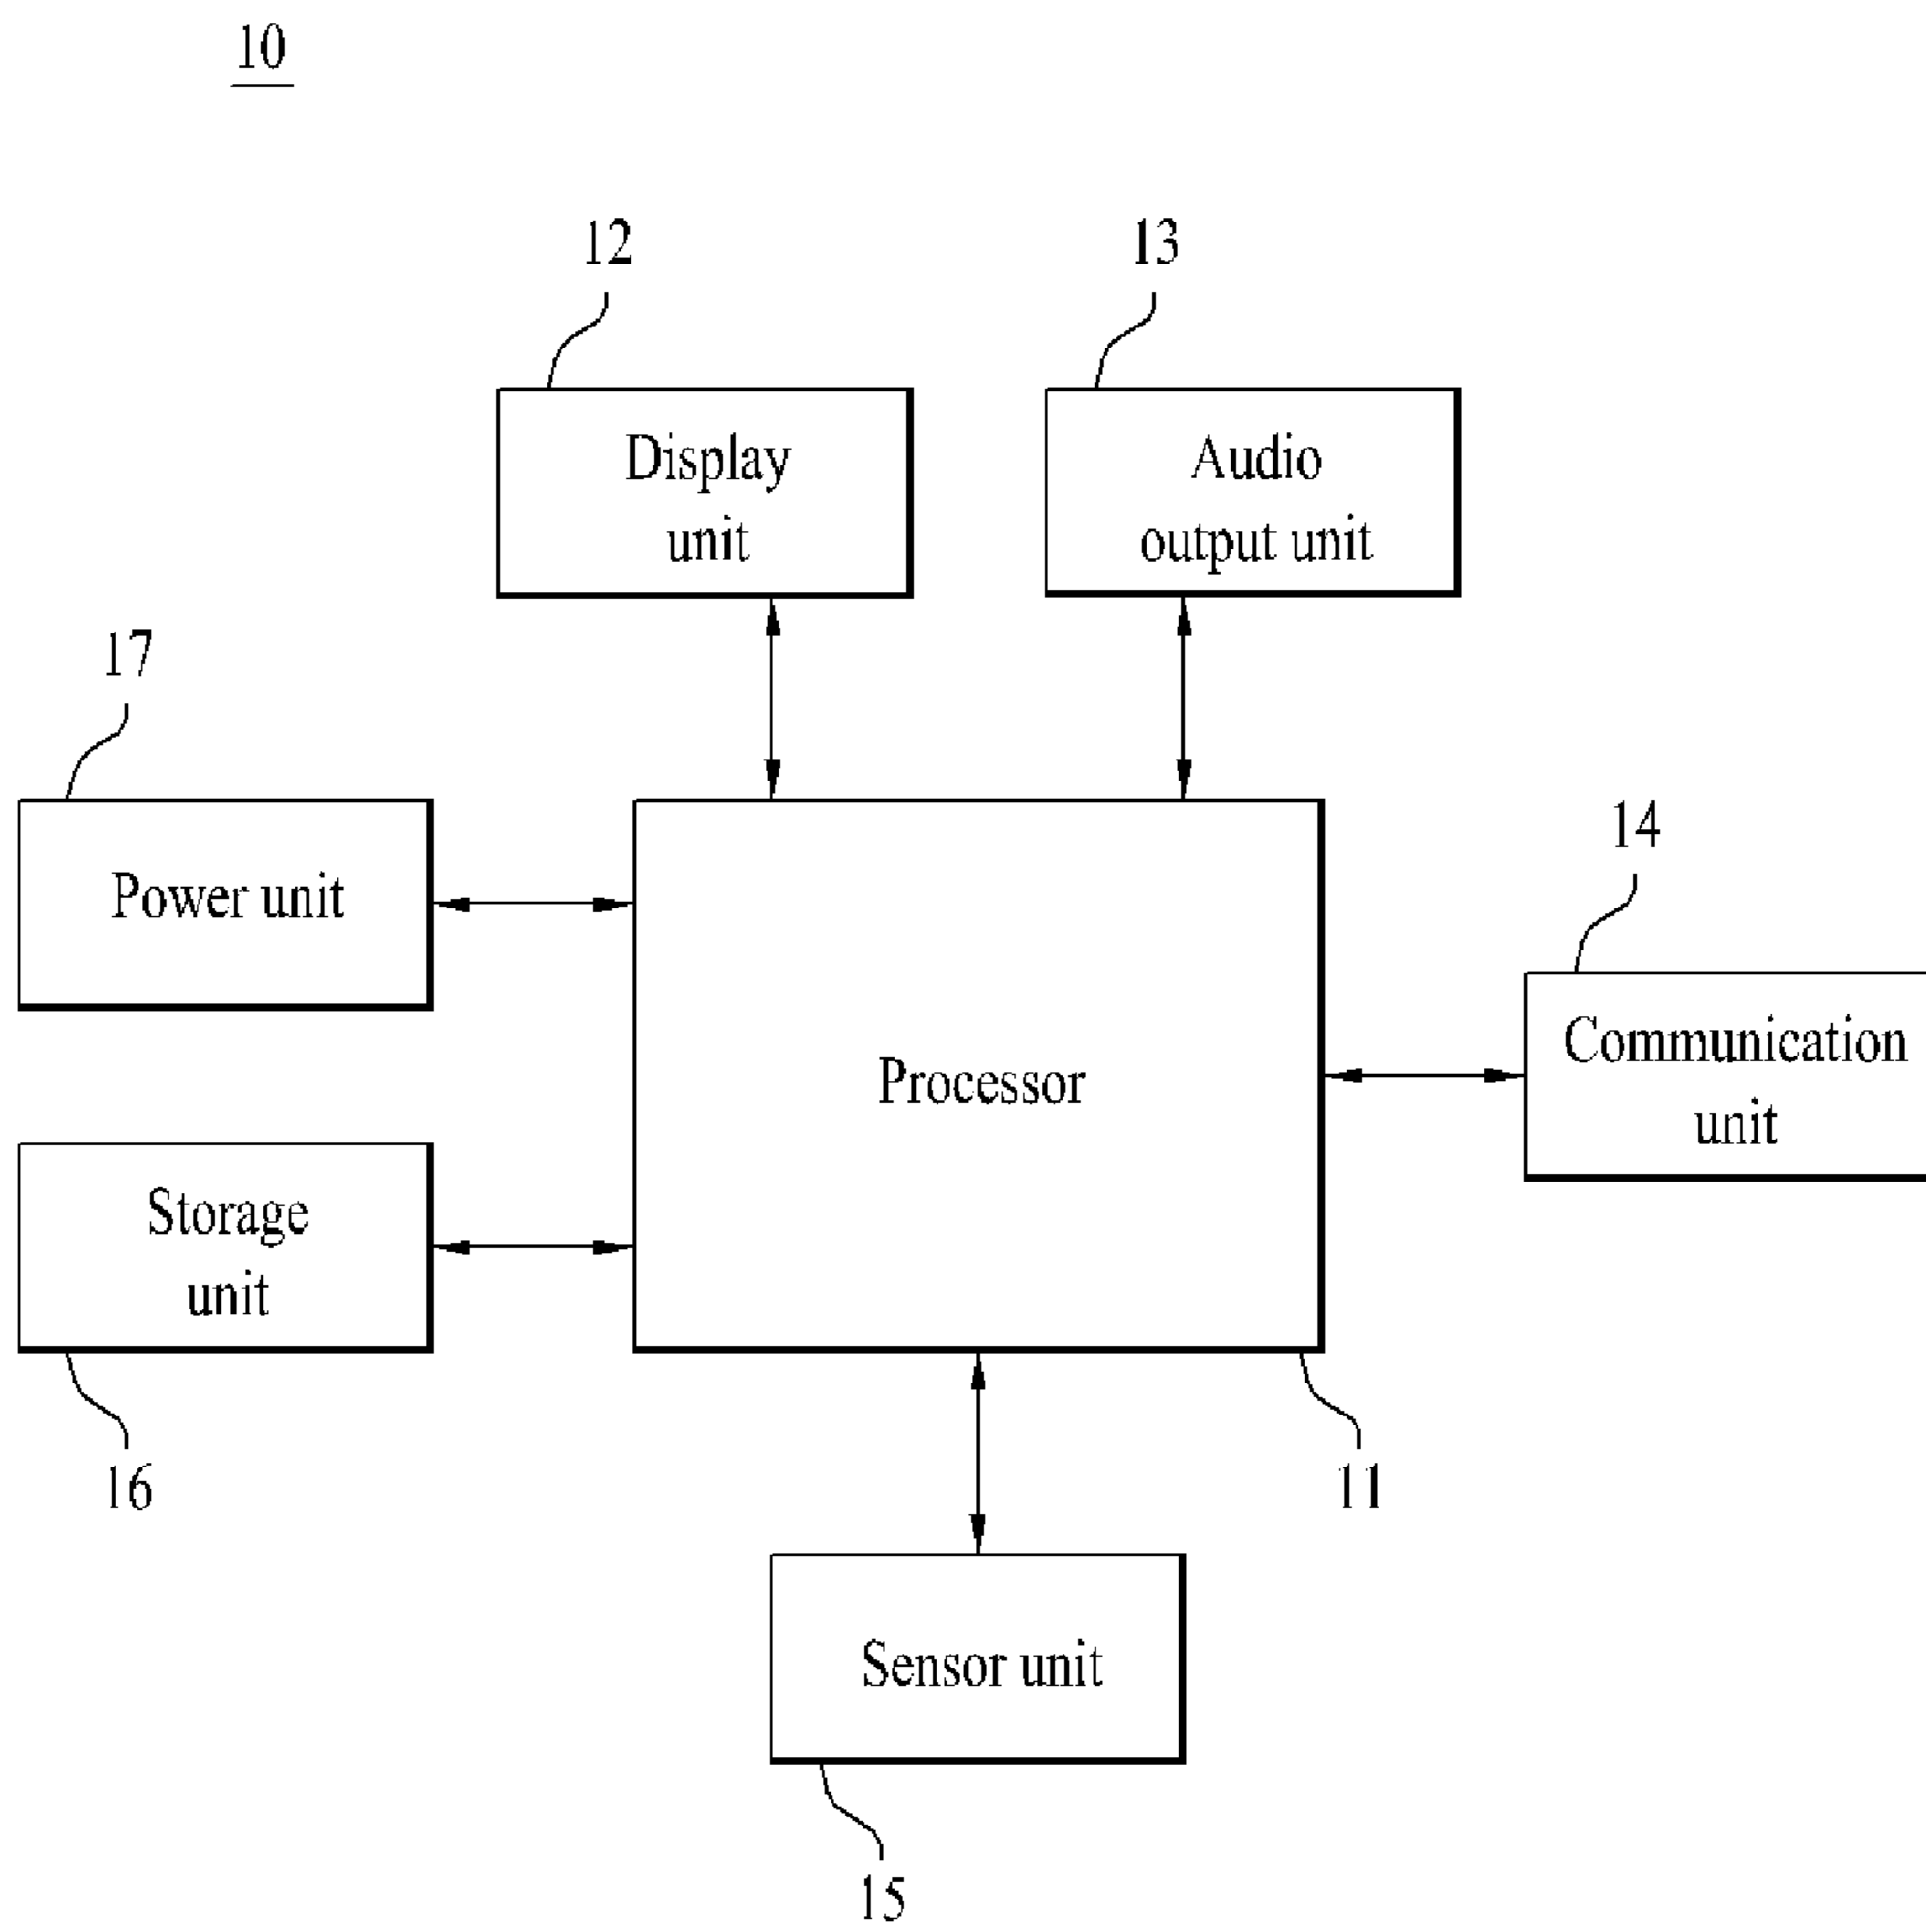 10
12
13
Display
unit
Audio
output unit
17
Power unit
14
Communication
unit
Processor
Storage
unit
16
11
Sensor unit
15